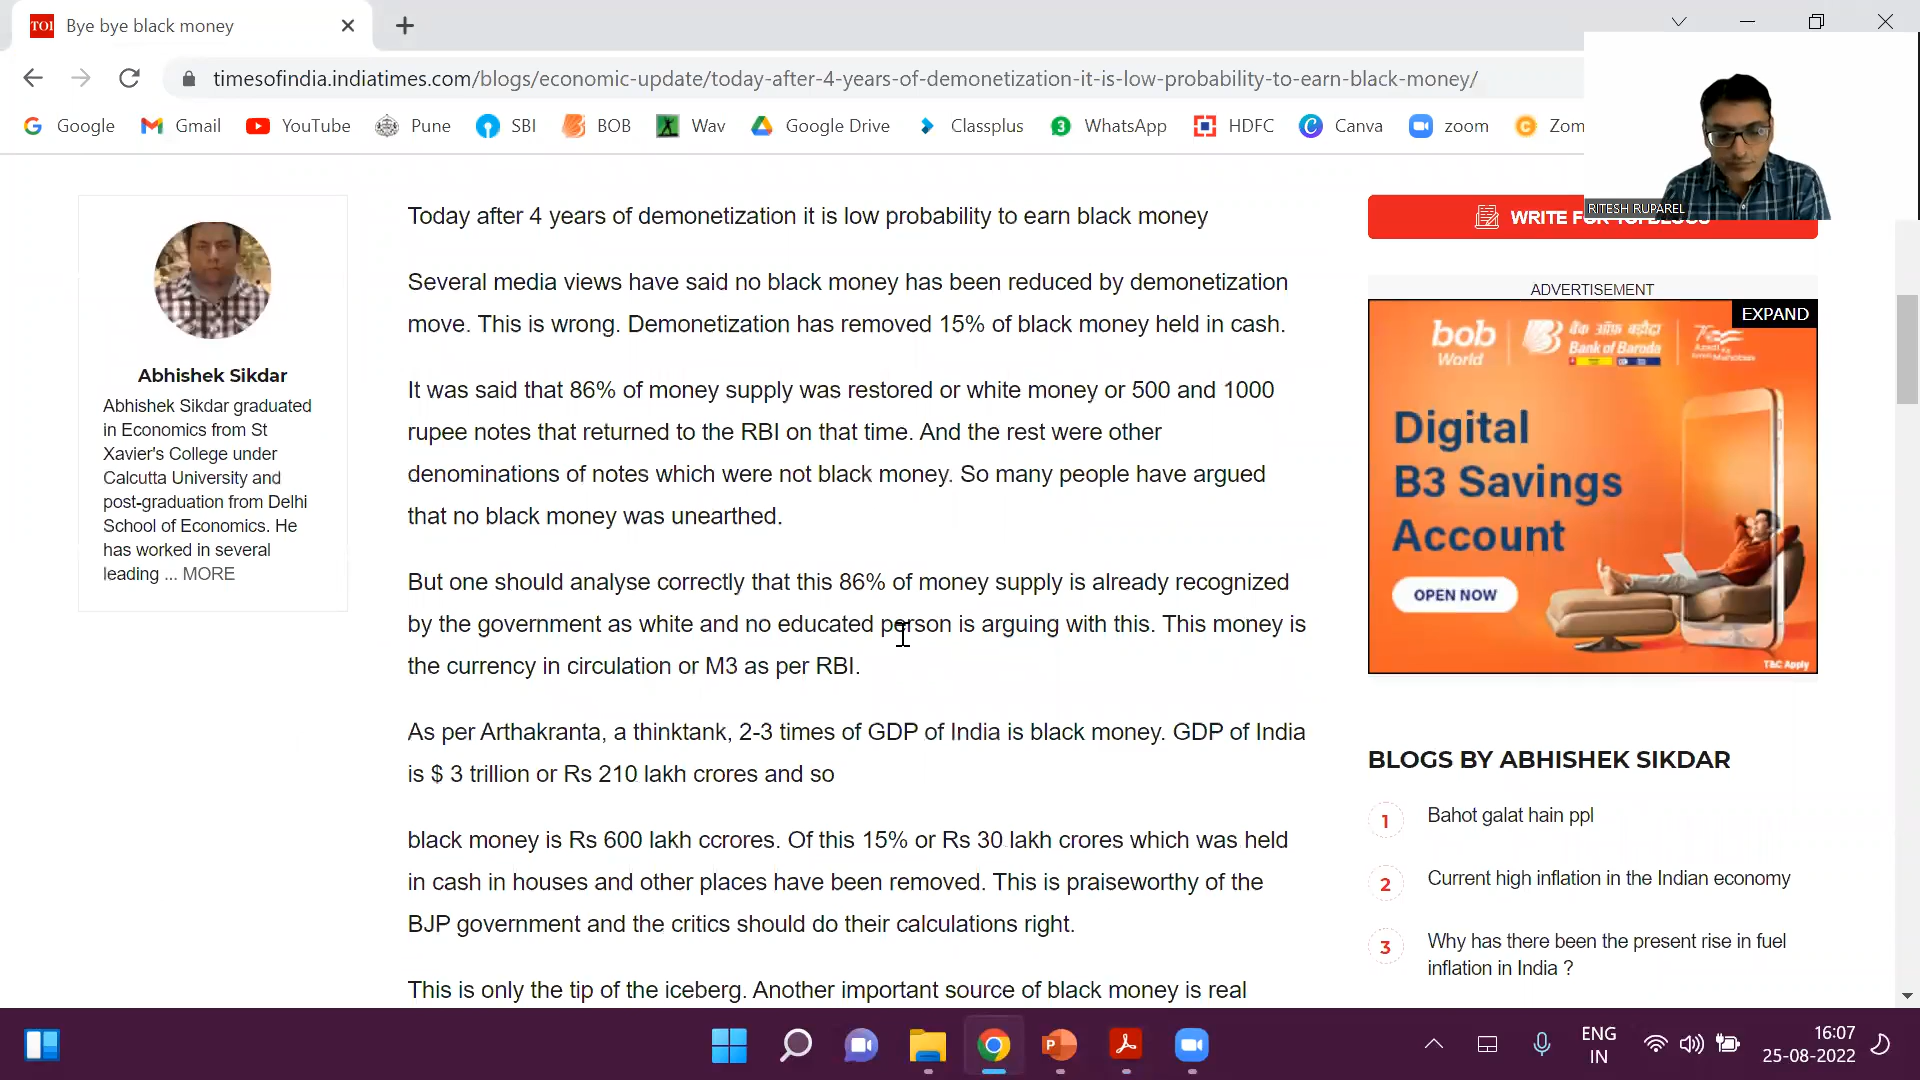 TOI Bye bye black money
timesofindia.indiatimes.com/blogs/economic-update/today-after-4-years-of-demonetization-it-is-low-probability-to-earn-black-money/
Google Gmail YouTube Pune SBI BOB Wav Google Drive Classplus WhatsApp HDFC Canva zoom Zom
RITESH RUPAREL
WRITE FOR TOI BLOGS
Abhishek Sikdar
Abhishek Sikdar graduated
in Economics from St
Xavier's College under
Calcutta University and
post-graduation from Delhi
School of Economics. He
has worked in several
leading ... MORE
Today after 4 years of demonetization it is low probability to earn black money
Several media views have said no black money has been reduced by demonetization
move. This is wrong. Demonetization has removed 15% of black money held in cash.
It was said that 86% of money supply was restored or white money or 500 and 1000
rupee notes that returned to the RBI on that time. And the rest were other
denominations of notes which were not black money. So many people have argued
that no black money was unearthed.
But one should analyse correctly that this 86% of money supply is already recognized
by the government as white and no educated person is arguing with this. This money is
the currency in circulation or M3 as per RBI.
As per Arthakranta, a thinktank, 2-3 times of GDP of India is black money. GDP of India
is $ 3 trillion or Rs 210 lakh crores and so
black money is Rs 600 lakh ccrores. Of this 15% or Rs 30 lakh crores which was held
in cash in houses and other places have been removed. This is praiseworthy of the
BJP government and the critics should do their calculations right.
This is only the tip of the iceberg. Another important source of black money is real
ADVERTISEMENT
EXPAND
bob
World
बैंक ऑफ़ बड़ौदा
Bank of Baroda
Digital
B3 Savings
Account
OPEN NOW
T&C Apply
BLOGS BY ABHISHEK SIKDAR
1 Bahot galat hain ppl
2 Current high inflation in the Indian economy
3 Why has there been the present rise in fuel
inflation in India ?
ENG
IN
16:07
25-08-2022